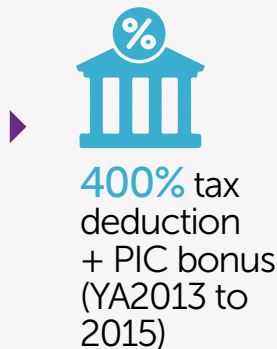 %
400% tax
deduction
+ PIC bonus
(YA2013 to
2015)